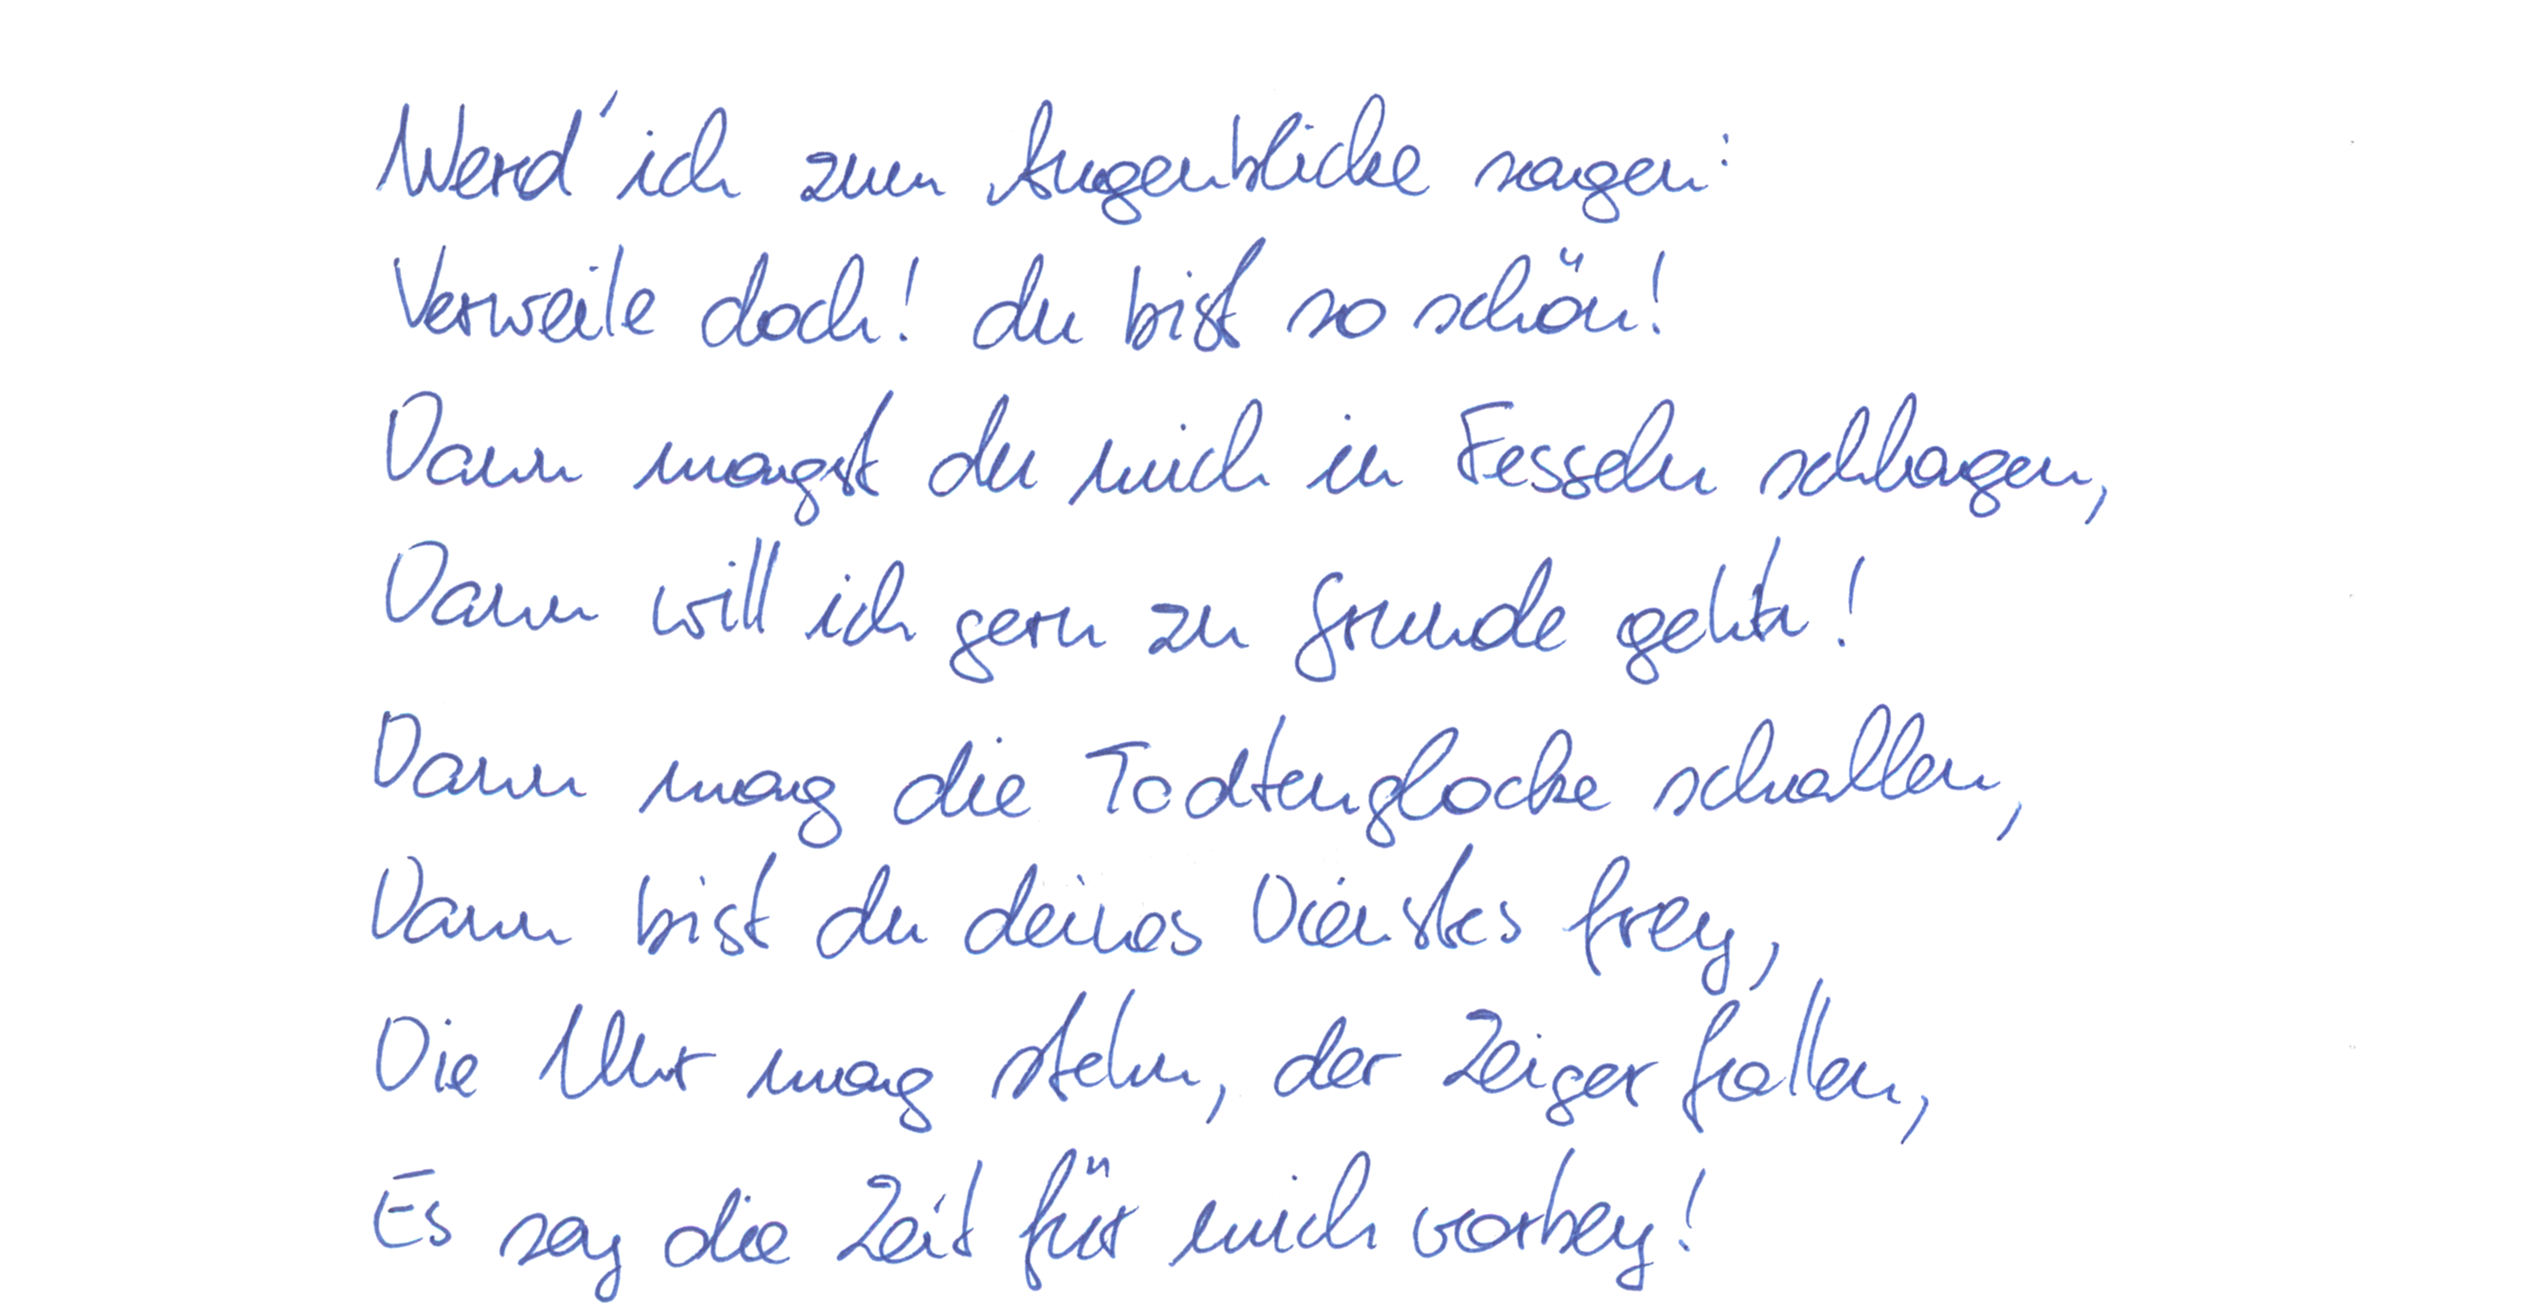 Werd' ich zum Augenblicke sagen:
Verweile doch! du bist so schön!
Dann magst du mich in Fesseln schlagen,
Dann will ich gern zu Grunde gehn!
Dann mag die Todtenglocke schallen,
Dann bist du deines Dienstes frey,
Die Uhr mag stehn, der Zeiger fallen,
Es sey die Zeit für mich vorbey!